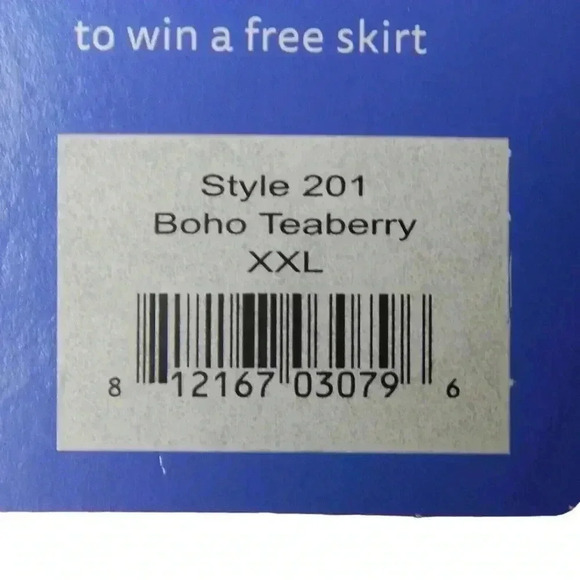 to win a free skirt
Style 201
Boho Teaberry
XXL
8 12167 03079 6